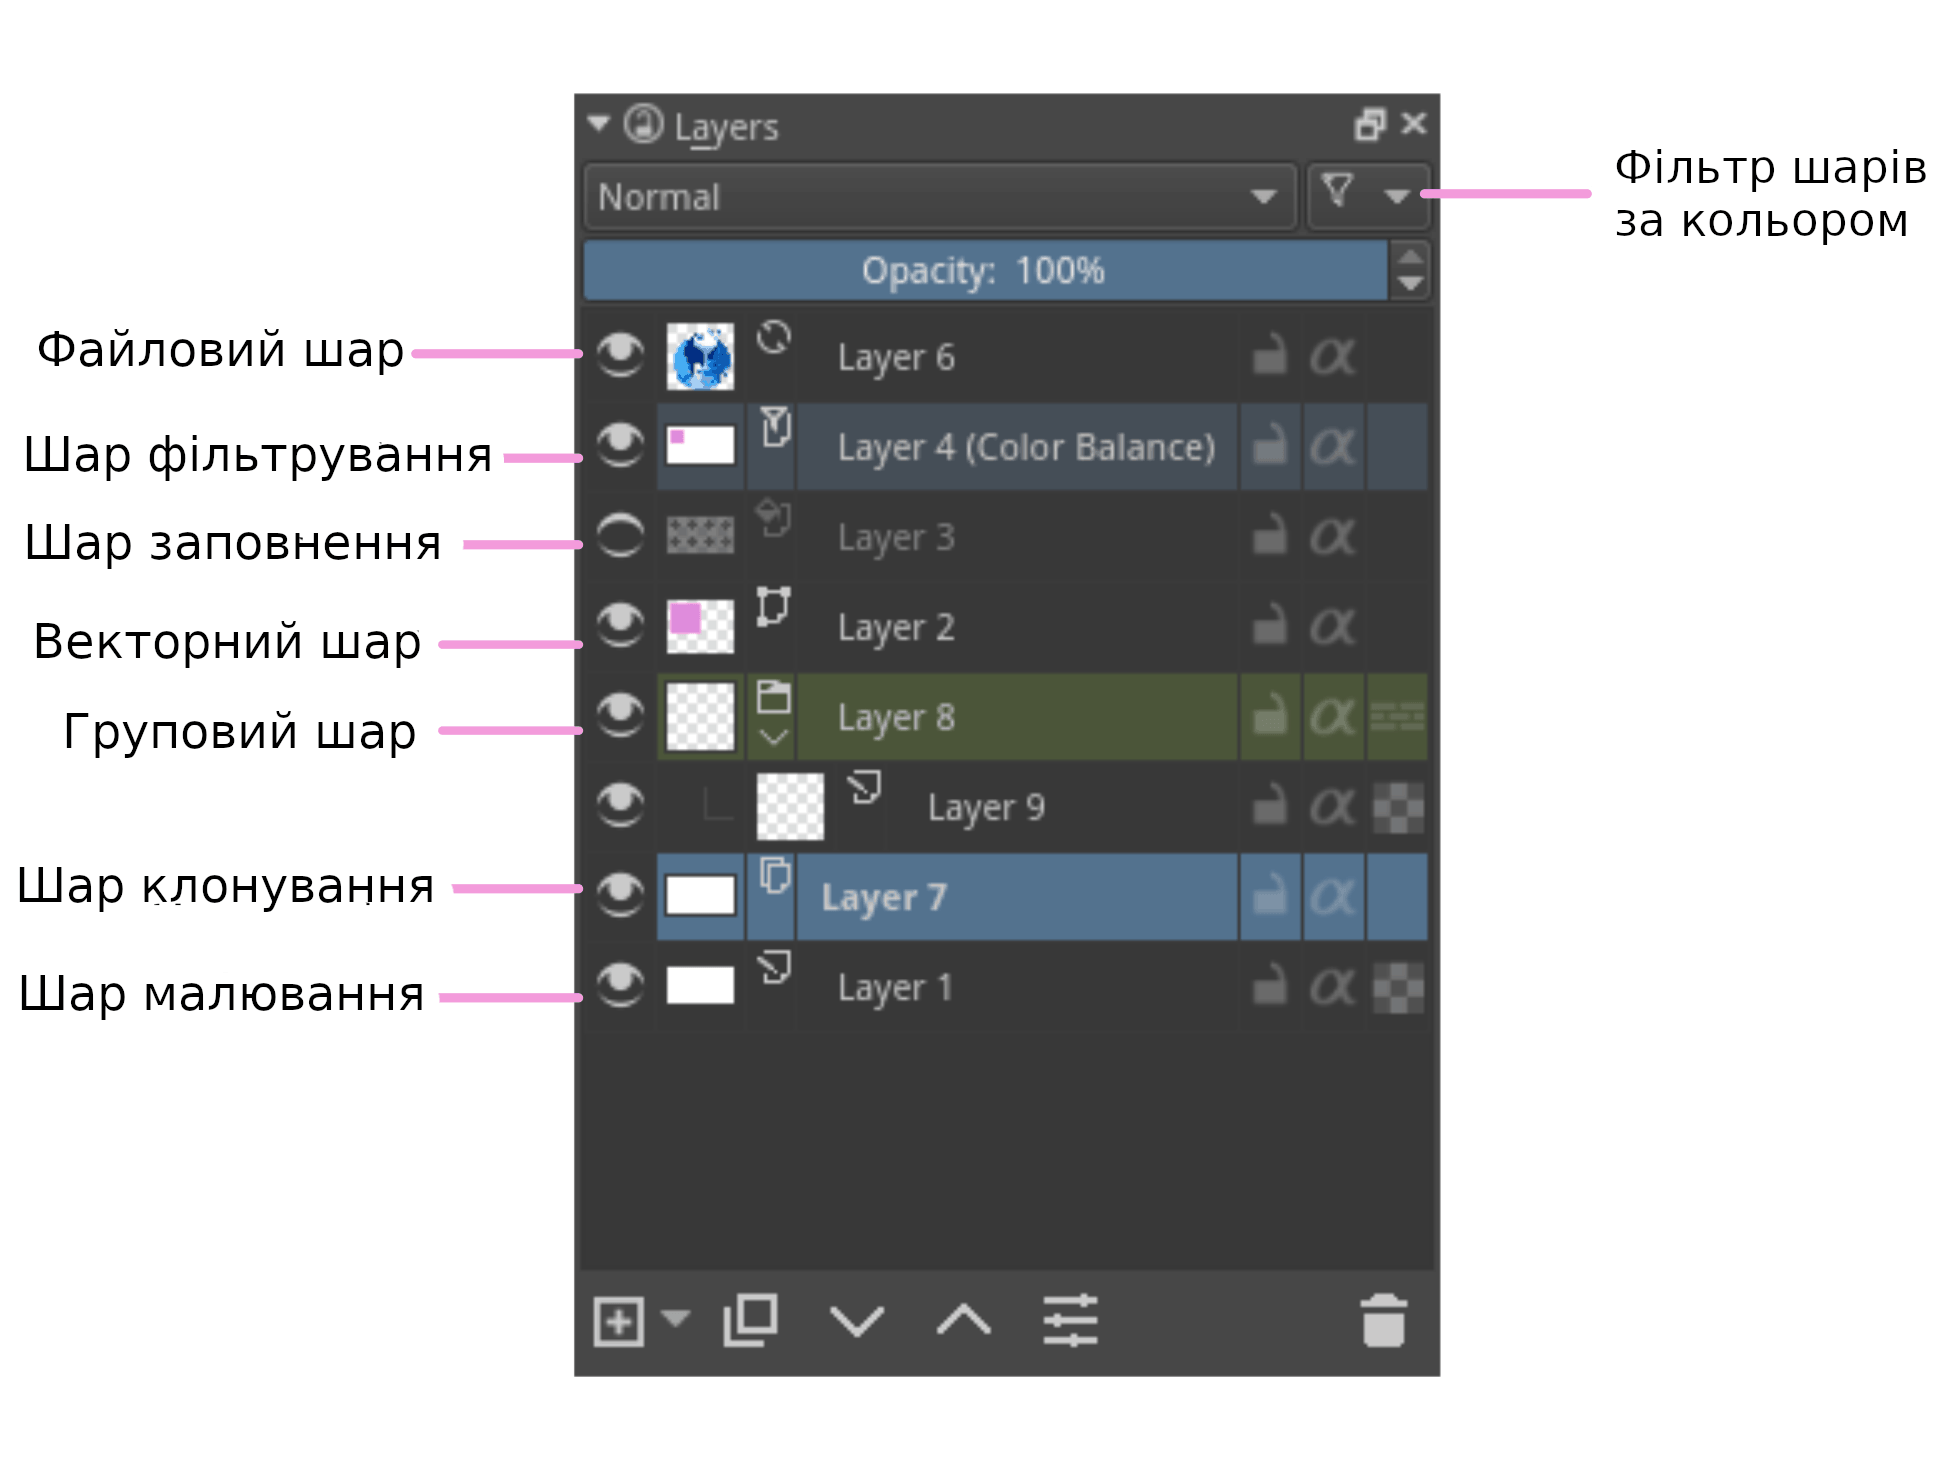 Layers
Normal
Фільтр шарів
за кольором
Opacity: 100%
Файловий шар
Layer 6
Шар фільтрування
Layer 4 (Color Balance)
Шар заповнення
Layer 3
Векторний шар
Layer 2
Груповий шар
Layer 8
Layer 9
Шар клонування
Layer 7
Шар малювання
Layer 1